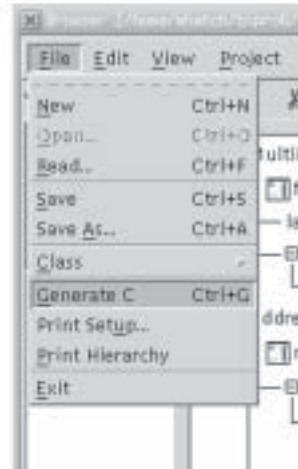 File Edit View Project
New Ctrl+N
Open... Ctrl+O
Read... Ctrl+F
Save Ctrl+S
Save As... Ctrl+A
Class
Generate C Ctrl+G
Print Setup...
Print Hierarchy
Exit